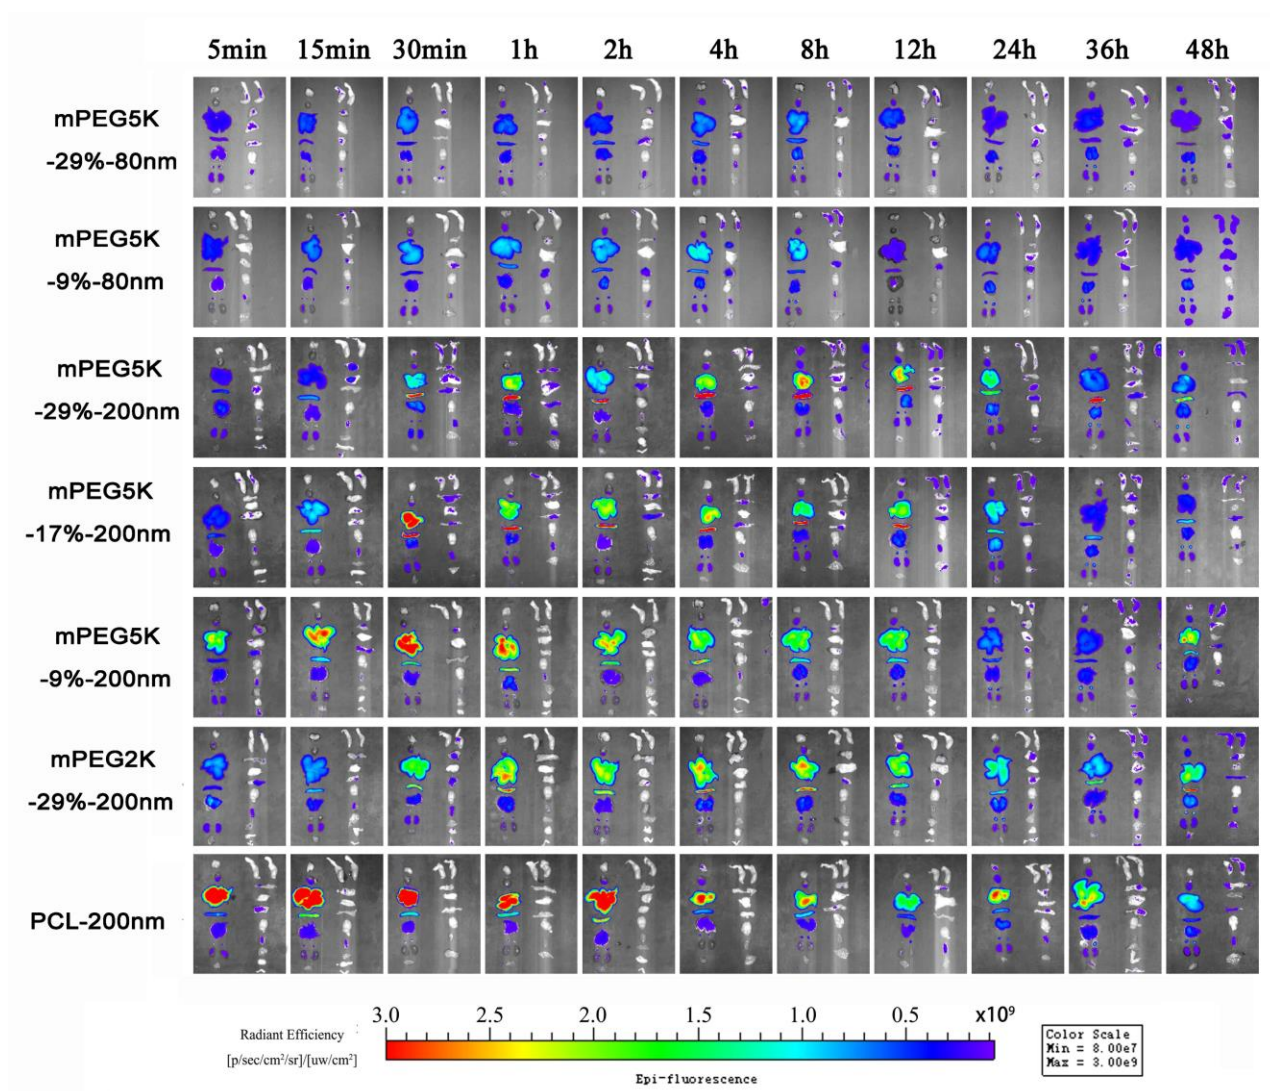 5min 15min 30min 1h 2h 4h 8h 12h 24h 36h 48h
mPEG5K
-29%-80nm
mPEG5K
-9%-80nm
mPEG5K
-29%-200nm
mPEG5K
-17%-200nm
mPEG5K
-9%-200nm
mPEG2K
-29%-200nm
PCL-200nm
Radiant Efficiency
[p/sec/cm²/sr]/[uw/cm²]
3.0 2.5 2.0 1.5 1.0 0.5 x10⁹
Epi-fluorescence
Color Scale
Min = 8.00e7
Max = 3.00e9